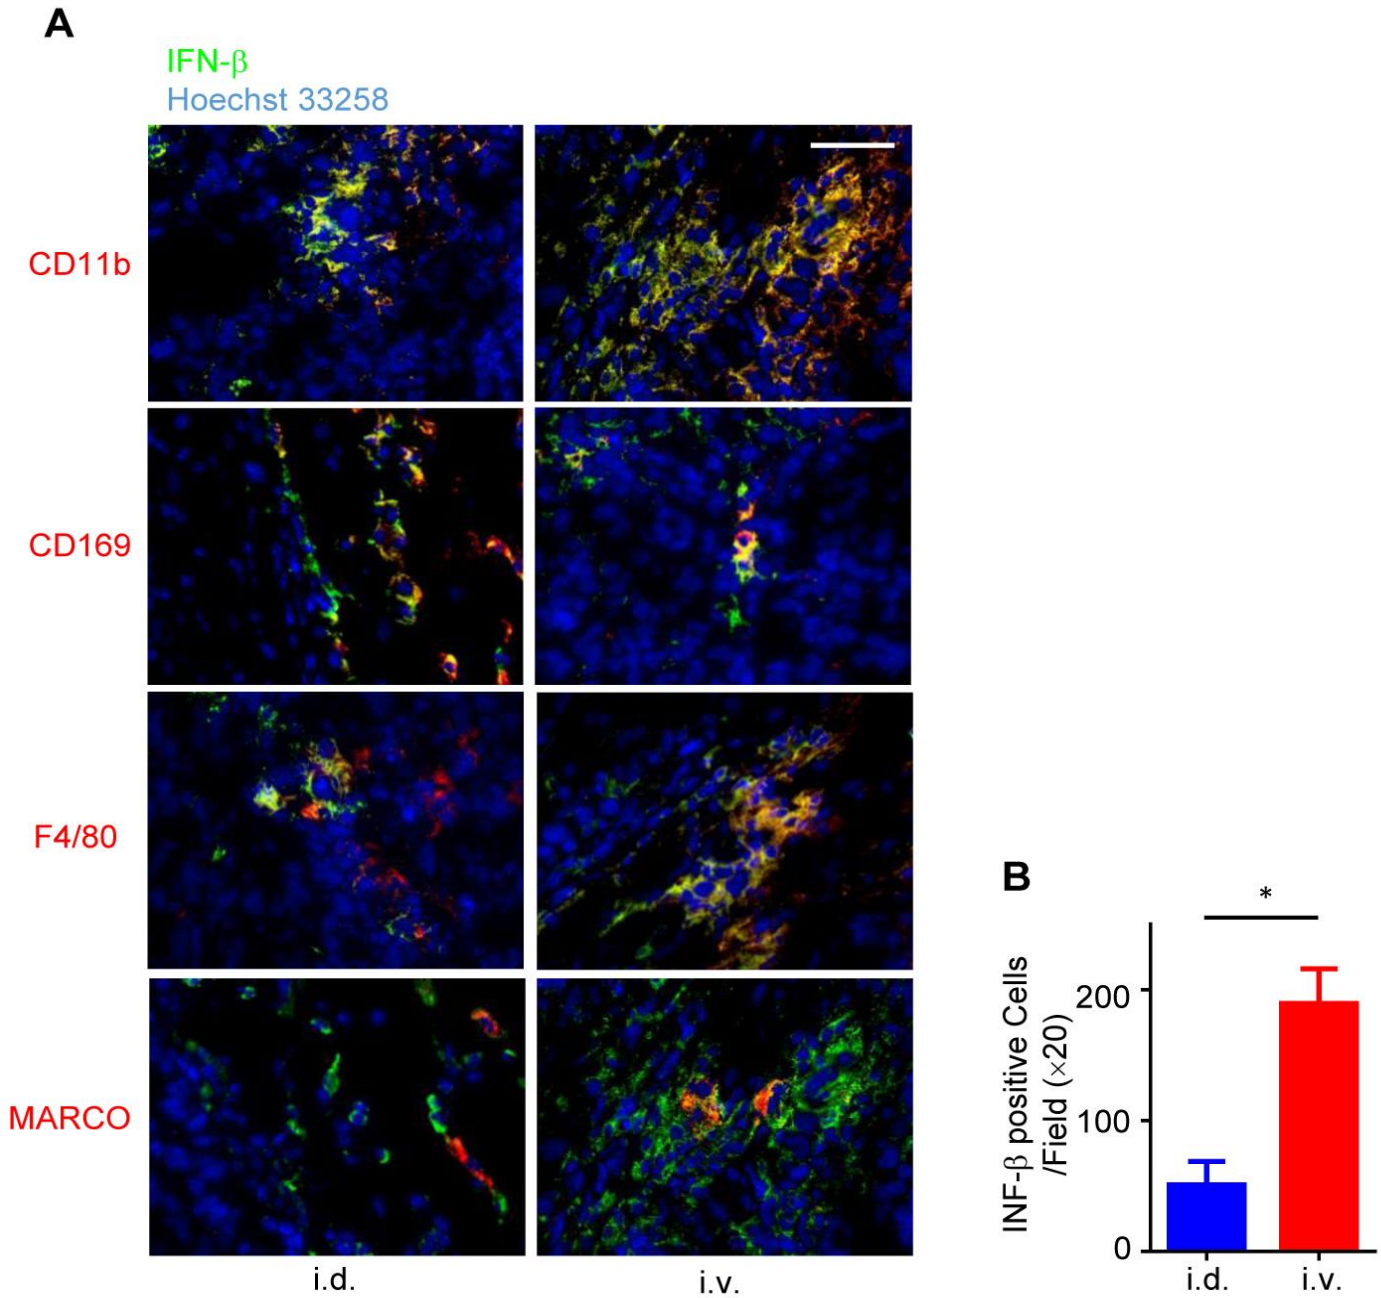 A
IFN-β
Hoechst 33258
CD11b
CD169
F4/80
MARCO
i.d.
i.v.
B
*
INF-β positive Cells
/Field (×20)
200
100
0
i.d.
i.v.